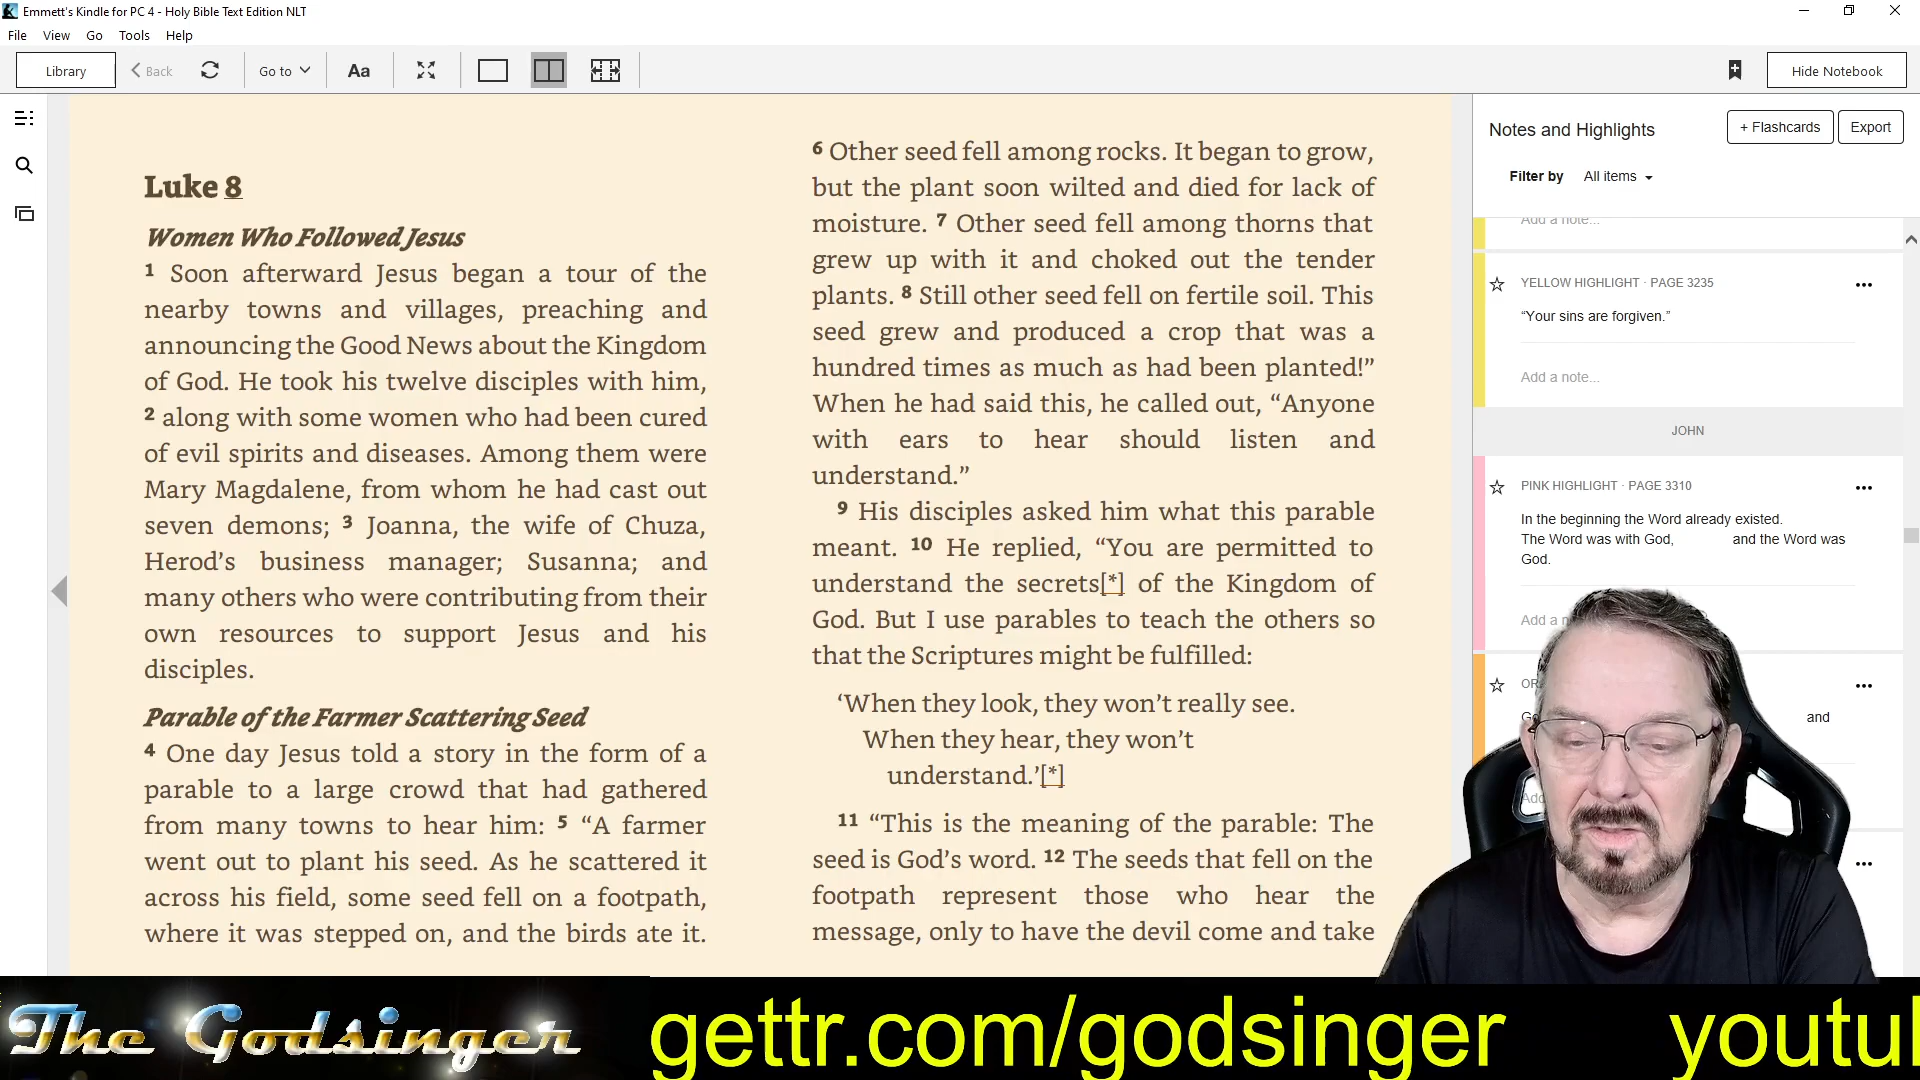 Emmett's Kindle for PC 4 - Holy Bible Text Edition NLT
File View Go Tools Help
Library Back Go to Aa Hide Notebook
Luke 8
Women Who Followed Jesus
1 Soon afterward Jesus began a tour of the
nearby towns and villages, preaching and
announcing the Good News about the Kingdom
of God. He took his twelve disciples with him,
2 along with some women who had been cured
of evil spirits and diseases. Among them were
Mary Magdalene, from whom he had cast out
seven demons; 3 Joanna, the wife of Chuza,
Herod’s business manager; Susanna; and
many others who were contributing from their
own resources to support Jesus and his
disciples.
Parable of the Farmer Scattering Seed
4 One day Jesus told a story in the form of a
parable to a large crowd that had gathered
from many towns to hear him: 5 “A farmer
went out to plant his seed. As he scattered it
across his field, some seed fell on a footpath,
where it was stepped on, and the birds ate it.
6 Other seed fell among rocks. It began to grow,
but the plant soon wilted and died for lack of
moisture. 7 Other seed fell among thorns that
grew up with it and choked out the tender
plants. 8 Still other seed fell on fertile soil. This
seed grew and produced a crop that was a
hundred times as much as had been planted!”
When he had said this, he called out, “Anyone
with ears to hear should listen and
understand.”
9 His disciples asked him what this parable
meant. 10 He replied, “You are permitted to
understand the secrets[*] of the Kingdom of
God. But I use parables to teach the others so
that the Scriptures might be fulfilled:
‘When they look, they won’t really see.
When they hear, they won’t
understand.’[*]
11 “This is the meaning of the parable: The
seed is God’s word. 12 The seeds that fell on the
footpath represent those who hear the
message, only to have the devil come and take
Notes and Highlights
+ Flashcards Export
Filter by All items
Add a note...
YELLOW HIGHLIGHT · PAGE 3235
“Your sins are forgiven.”
Add a note...
JOHN
PINK HIGHLIGHT · PAGE 3310
In the beginning the Word already existed.
The Word was with God, and the Word was
God.
Add a n
OR
Go and
Add
The Godsinger
gettr.com/godsinger youtu